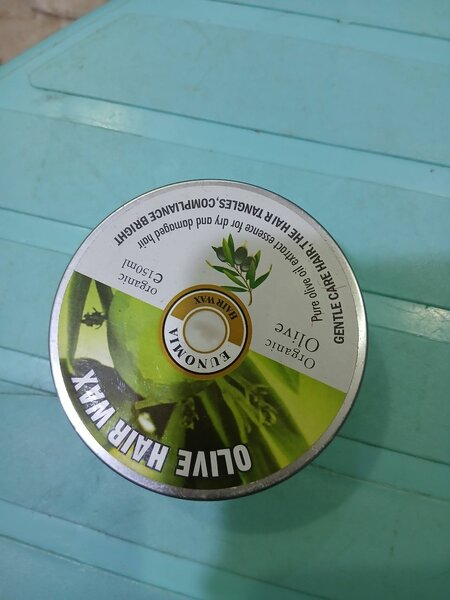 GENTLE CARE HAIR,THE HAIR TANGLES,COMPLIANCE BRIGHT
Pure olive oil extract essence for dry and damaged hair
Organic
Olive
organic
C150ml
EUNOMIA
HAIR WAX
OLIVE HAIR WAX